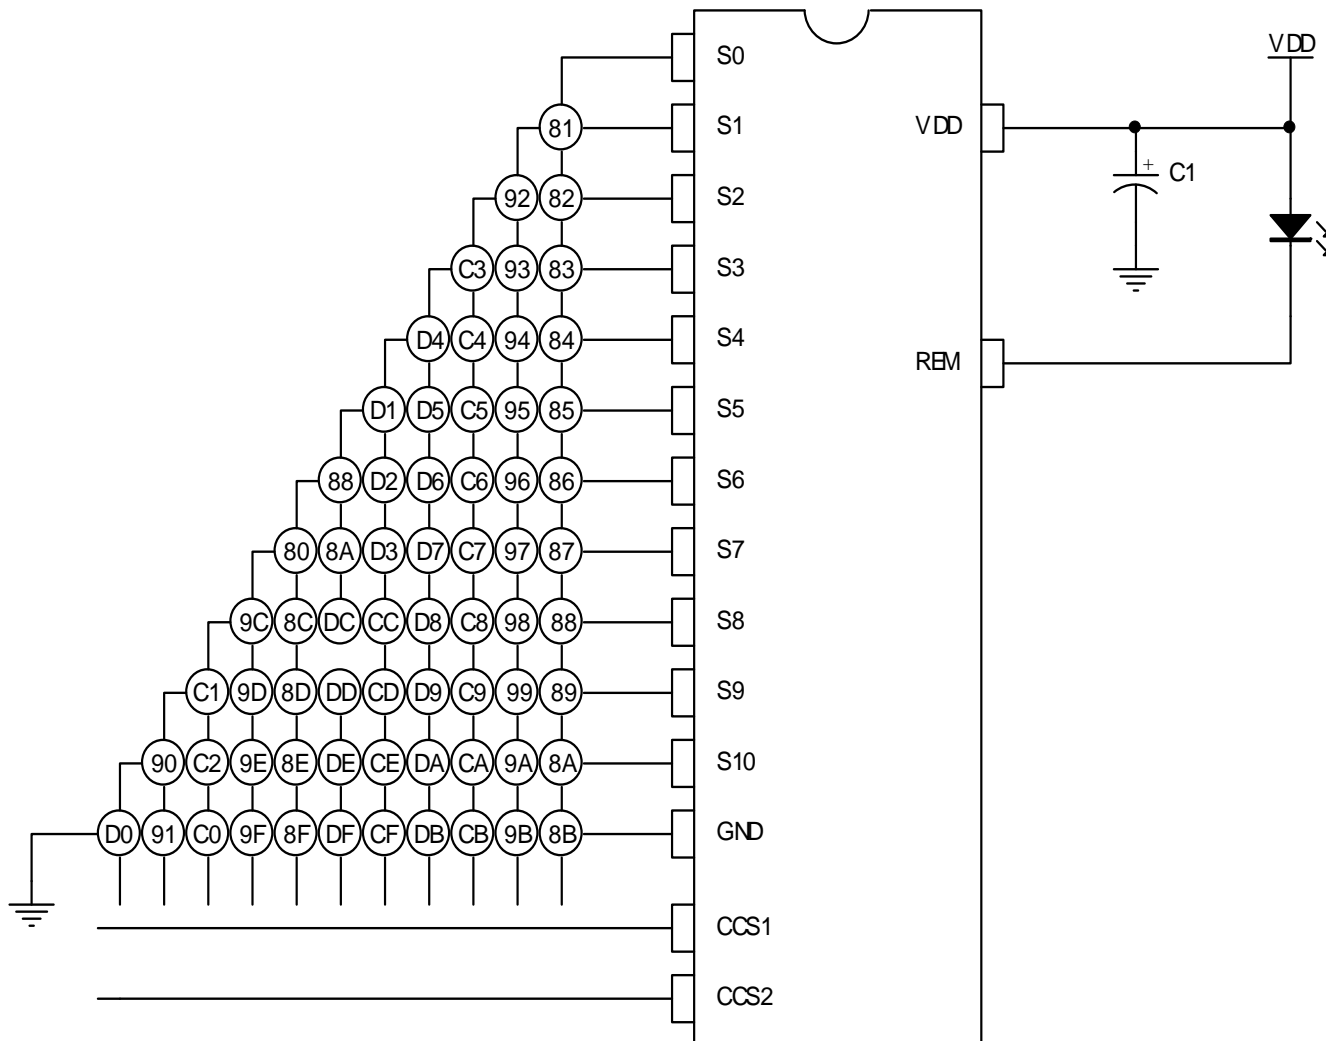 S0
VDD
81 S1 VDD
+ C1
92 82 S2
C3 93 83 S3
D4 C4 94 84 S4
REM
D1 D5 C5 95 85 S5
88 D2 D6 C6 96 86 S6
80 8A D3 D7 C7 97 87 S7
9C 8C DC CC D8 C8 98 88 S8
C1 9D 8D DD CD D9 C9 99 89 S9
90 C2 9E 8E DE CE DA CA 9A 8A S10
D0 91 C0 9F 8F DF CF DB CB 9B 8B GND
CCS1
CCS2